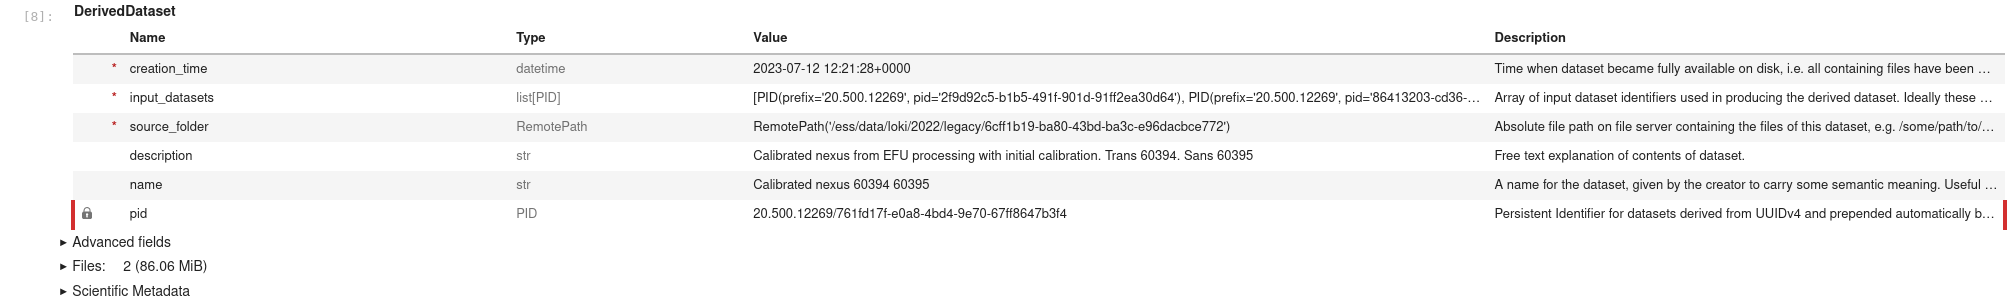 [8]:
DerivedDataset
Name Type Value Description
* creation_time datetime 2023-07-12 12:21:28+0000 Time when dataset became fully available on disk, i.e. all containing files have been …
* input_datasets list[PID] [PID(prefix='20.500.12269', pid='2f9d92c5-b1b5-491f-901d-91ff2ea30d64'), PID(prefix='20.500.12269', pid='86413203-cd36-… Array of input dataset identifiers used in producing the derived dataset. Ideally these …
* source_folder RemotePath RemotePath('/ess/data/loki/2022/legacy/6cff1b19-ba80-43bd-ba3c-e96dacbce772') Absolute file path on file server containing the files of this dataset, e.g. /some/path/to/…
description str Calibrated nexus from EFU processing with initial calibration. Trans 60394. Sans 60395 Free text explanation of contents of dataset.
name str Calibrated nexus 60394 60395 A name for the dataset, given by the creator to carry some semantic meaning. Useful …
pid PID 20.500.12269/761fd17f-e0a8-4bd4-9e70-67ff8647b3f4 Persistent Identifier for datasets derived from UUIDv4 and prepended automatically b…
▸ Advanced fields
▸ Files: 2 (86.06 MiB)
▸ Scientific Metadata